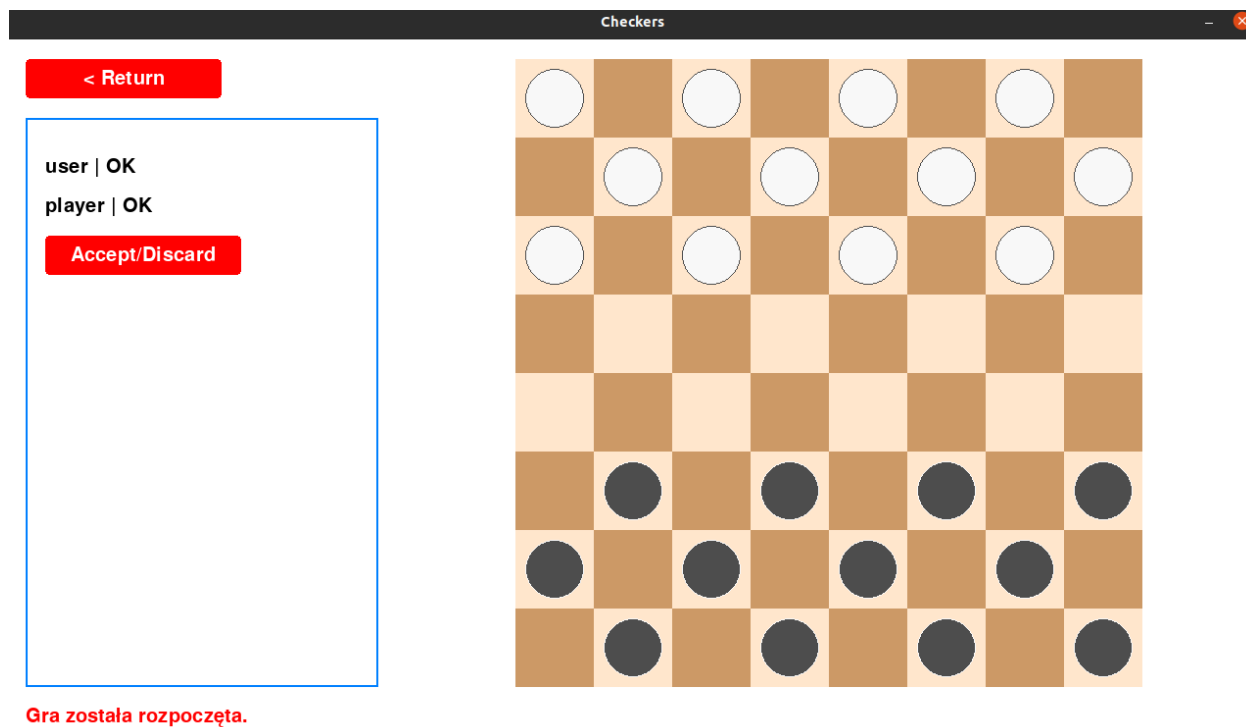 Checkers
< Return
user | OK
player | OK
Accept/Discard
Gra została rozpoczęta.